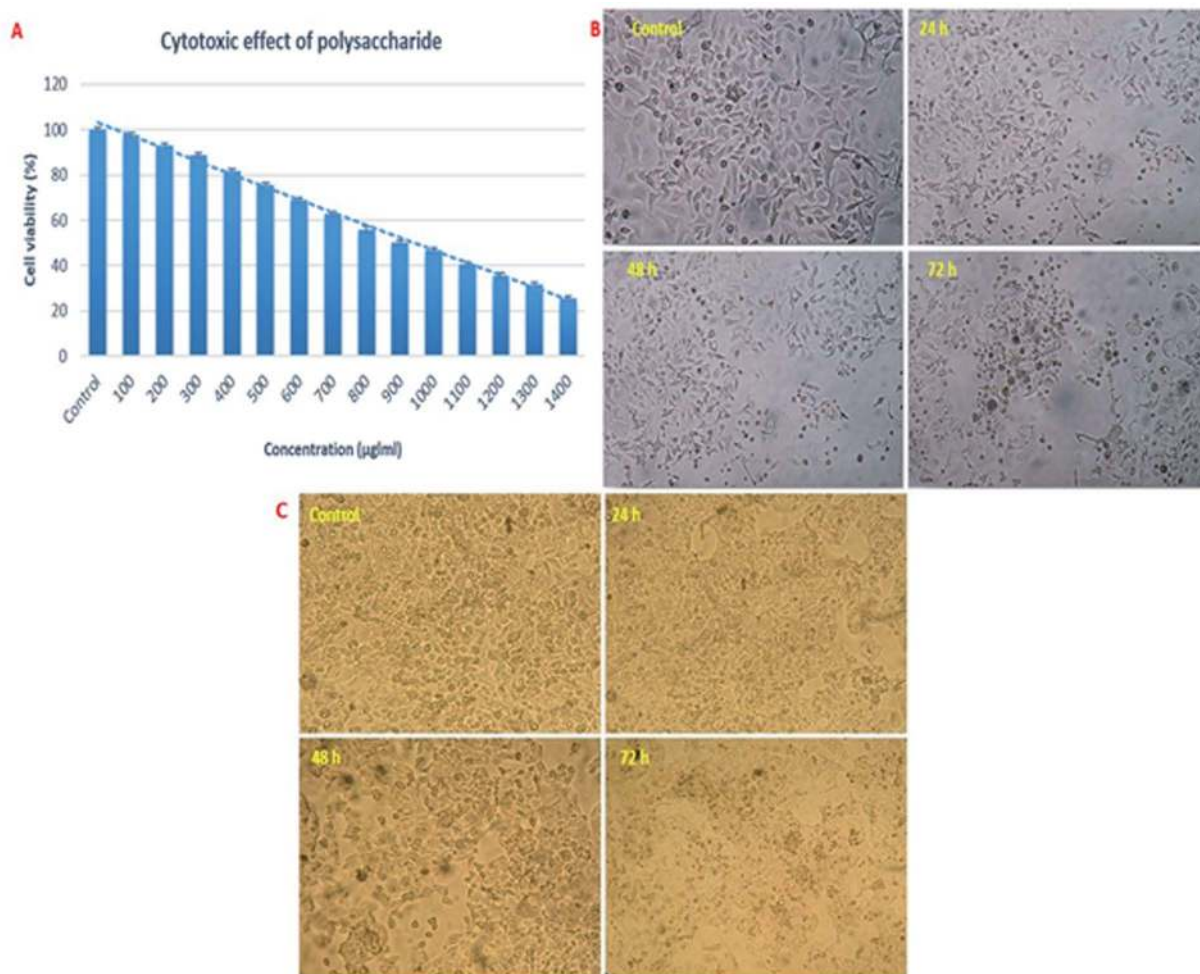 A
Cytotoxic effect of polysaccharide
120
100
80
60
40
20
0
Cell viability (%)
Control
100
200
300
400
500
600
700
800
900
1000
1100
1200
1300
1400
Concentration (µglml)
B
Control
24 h
48 h
72 h
C
Control
24 h
48 h
72 h